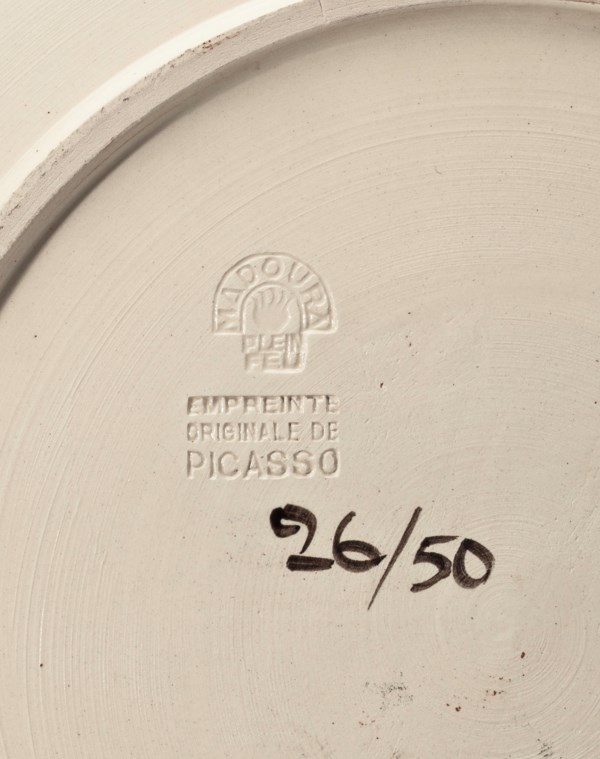 MADOURA
PLEIN
FEU
EMPREINTE
ORIGINALE DE
PICASSO
26/50